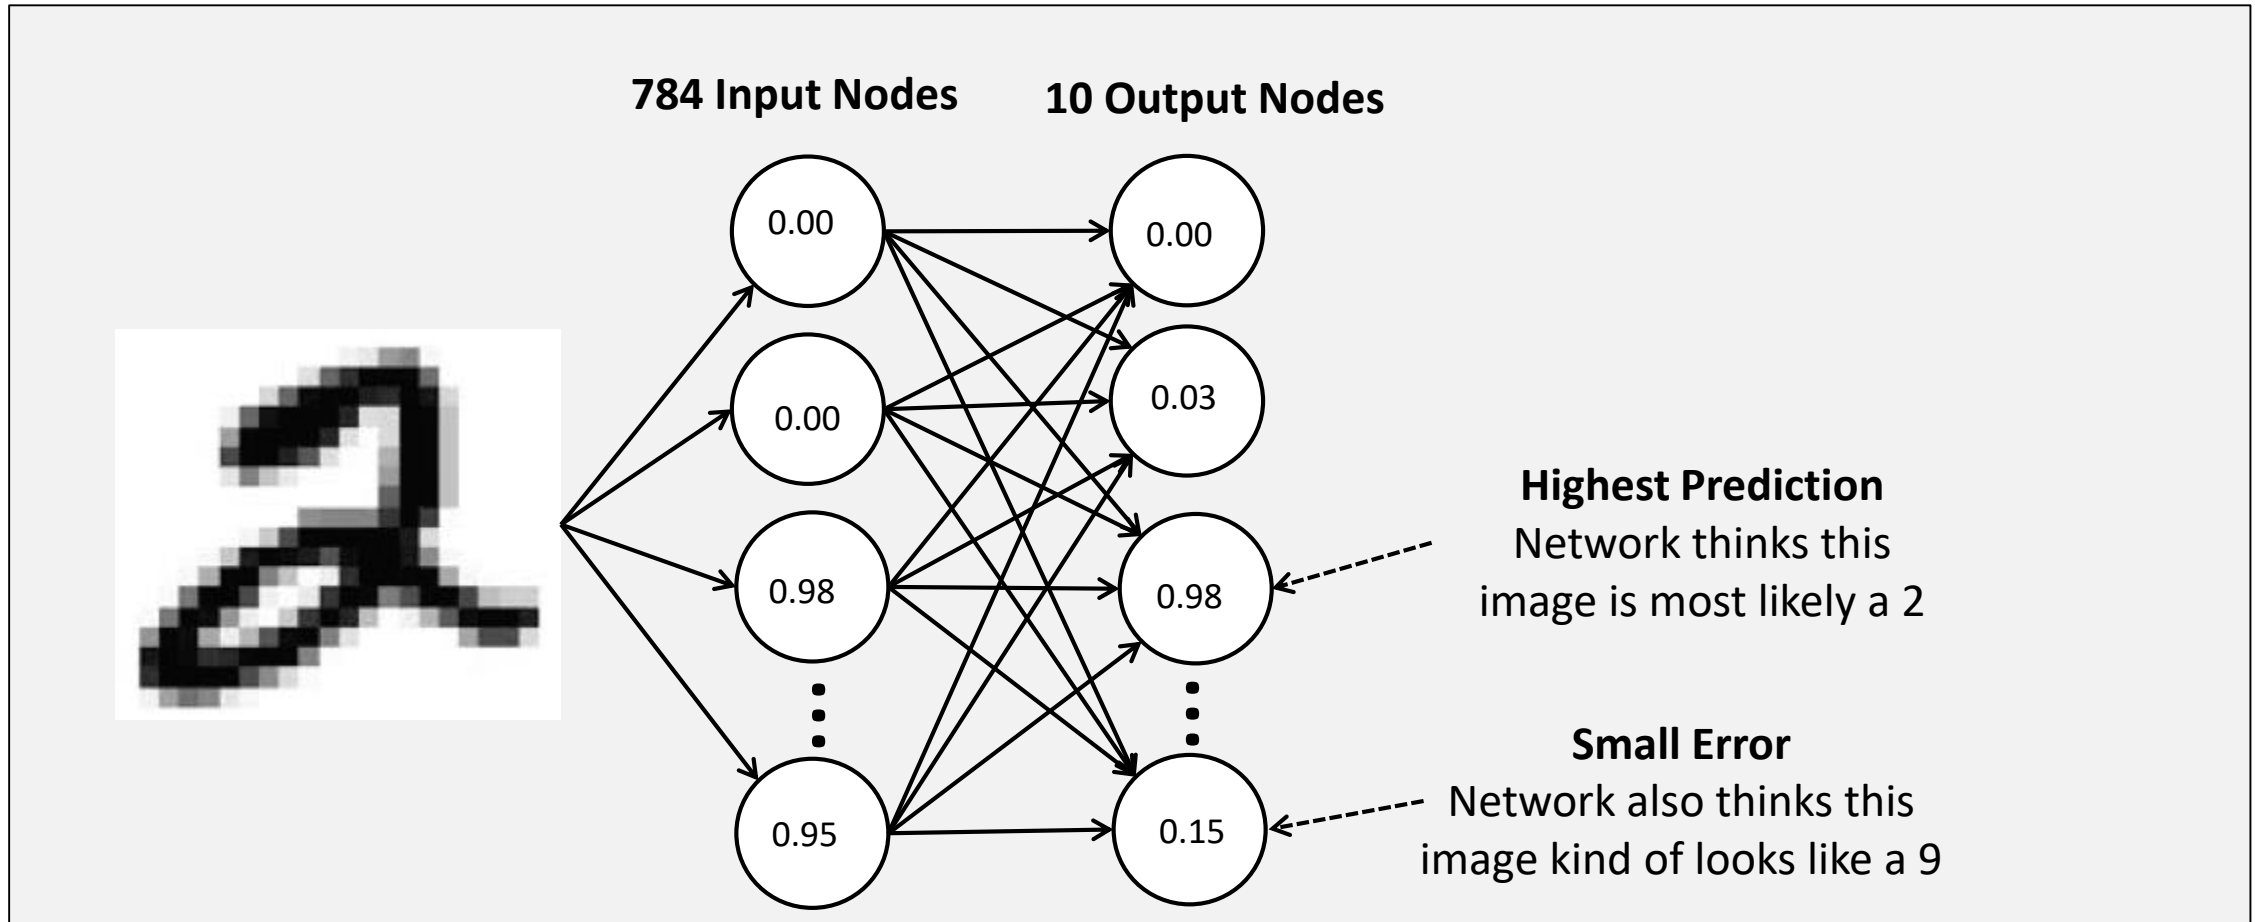 784 Input Nodes
10 Output Nodes
0.00
0.00
0.98
0.95
0.00
0.03
0.98
0.15
Highest Prediction
Network thinks this
image is most likely a 2
Small Error
Network also thinks this
image kind of looks like a 9